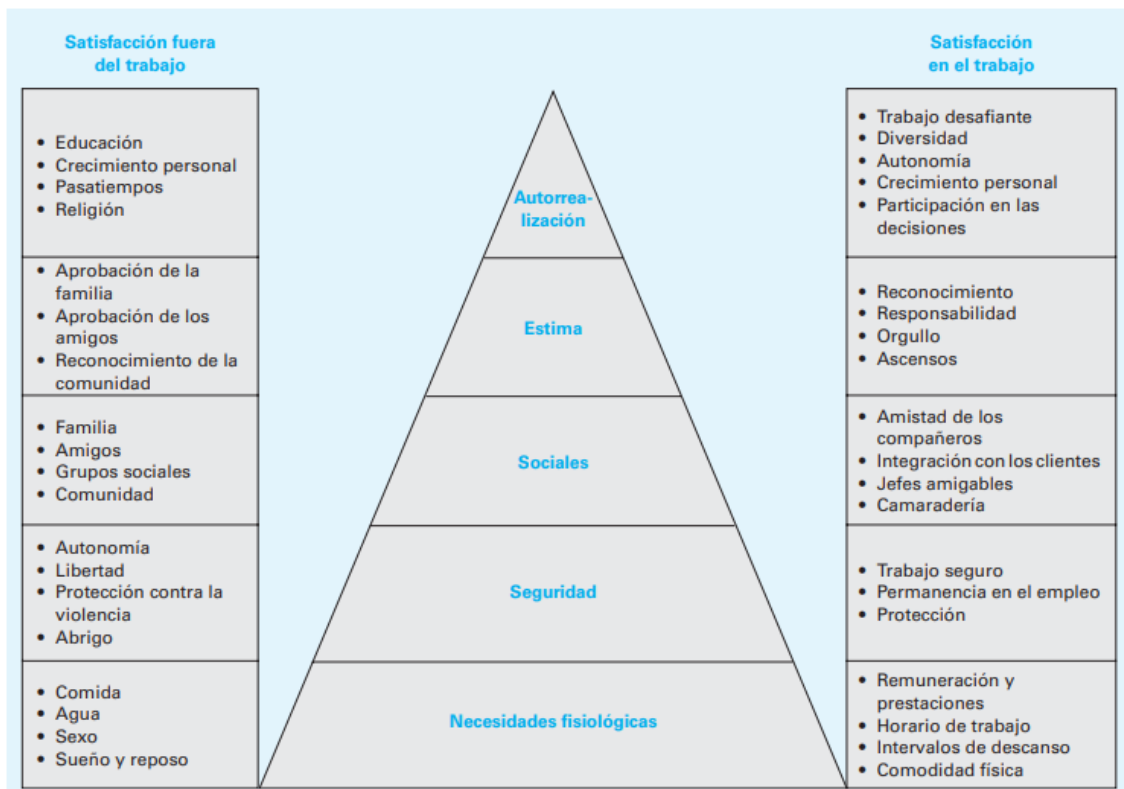 Satisfacción fuera
del trabajo
• Educación
• Crecimiento personal
• Pasatiempos
• Religión
• Aprobación de la
familia
• Aprobación de los
amigos
• Reconocimiento de la
comunidad
• Familia
• Amigos
• Grupos sociales
• Comunidad
• Autonomía
• Libertad
• Protección contra la
violencia
• Abrigo
• Comida
• Agua
• Sexo
• Sueño y reposo
Autorrea-
lización
Estima
Sociales
Seguridad
Necesidades fisiológicas
Satisfacción
en el trabajo
• Trabajo desafiante
• Diversidad
• Autonomía
• Crecimiento personal
• Participación en las
decisiones
• Reconocimiento
• Responsabilidad
• Orgullo
• Ascensos
• Amistad de los
compañeros
• Integración con los clientes
• Jefes amigables
• Camaradería
• Trabajo seguro
• Permanencia en el empleo
• Protección
• Remuneración y
prestaciones
• Horario de trabajo
• Intervalos de descanso
• Comodidad física